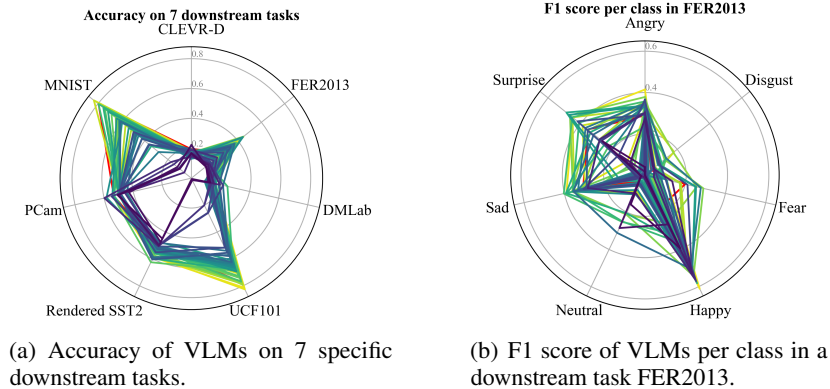 Accuracy on 7 downstream tasks
CLEVR-D
0.8
0.6
0.4
0.2
MNIST
FER2013
PCam
DMLab
Rendered SST2
UCF101
(a) Accuracy of VLMs on 7 specific
downstream tasks.
F1 score per class in FER2013
Angry
0.6
0.4
Surprise
Disgust
Sad
Fear
Neutral
Happy
(b) F1 score of VLMs per class in a
downstream task FER2013.